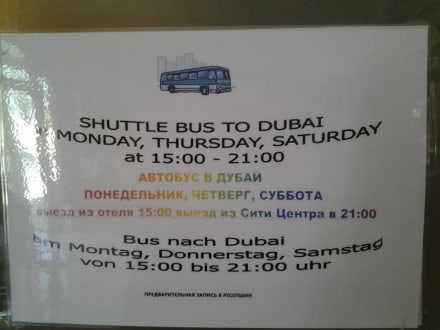 SHUTTLE BUS TO DUBAI
MONDAY, THURSDAY, SATURDAY
at 15:00 - 21:00
АВТОБУС В ДУБАЙ
ПОНЕДЕЛЬНИК, ЧЕТВЕРГ, СУББОТА
выезд из отеля 15:00 выезд из Сити Центра в 21:00
Bus nach Dubai
am Montag, Donnerstag, Samstag
von 15:00 bis 21:00 uhr
ПРЕДВАРИТЕЛЬНАЯ ЗАПИСЬ В РЕСЕПШИН